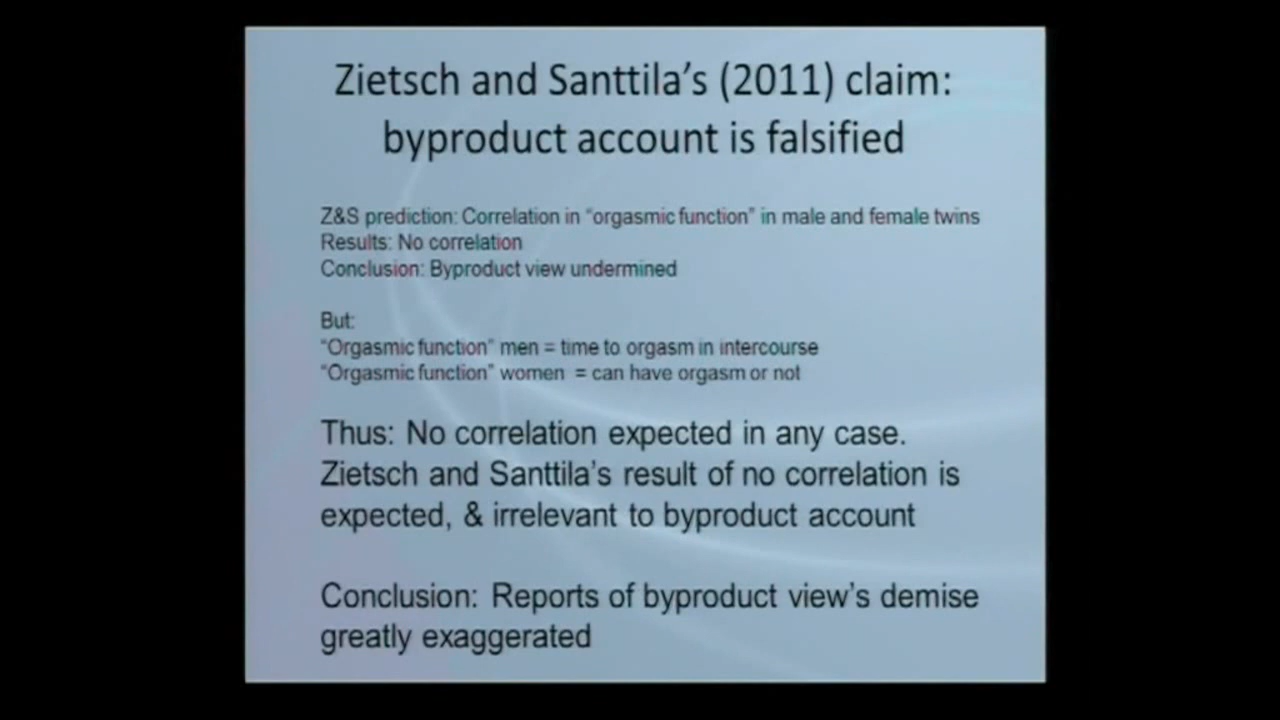 Zietsch and Santtila's (2011) claim:
byproduct account is falsified
Z&S prediction: Correlation in "orgasmic function" in male and female twins
Results: No correlation
Conclusion: Byproduct view undermined
But:
"Orgasmic function" men = time to orgasm in intercourse
"Orgasmic function" women = can have orgasm or not
Thus: No correlation expected in any case.
Zietsch and Santtila's result of no correlation is
expected, & irrelevant to byproduct account
Conclusion: Reports of byproduct view's demise
greatly exaggerated